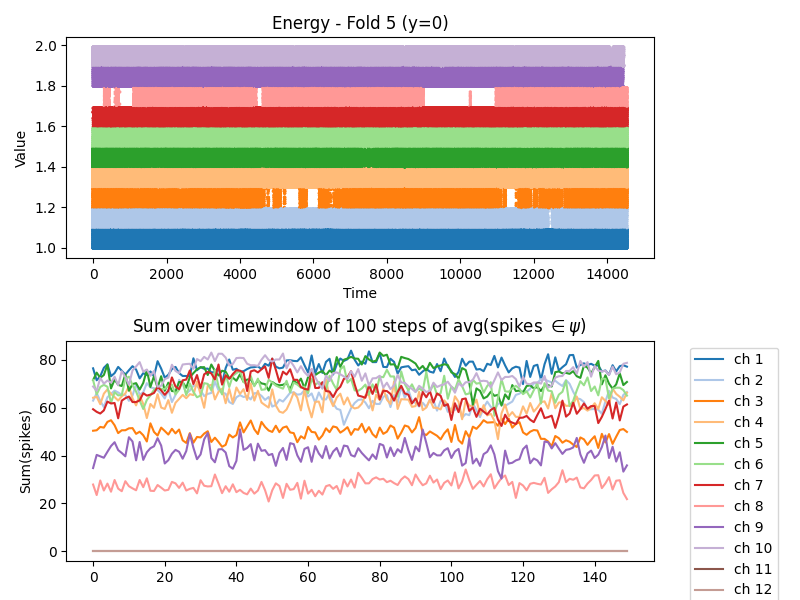 Energy - Fold 5 (y=0)
2.0
1.8
1.6
1.4
1.2
1.0
Value
0 2000 4000 6000 8000 10000 12000 14000
Time
Sum over timewindow of 100 steps of avg(spikes ∈ψ)
80
60
40
20
0
Sum(spikes)
0 20 40 60 80 100 120 140
ch 1
ch 2
ch 3
ch 4
ch 5
ch 6
ch 7
ch 8
ch 9
ch 10
ch 11
ch 12